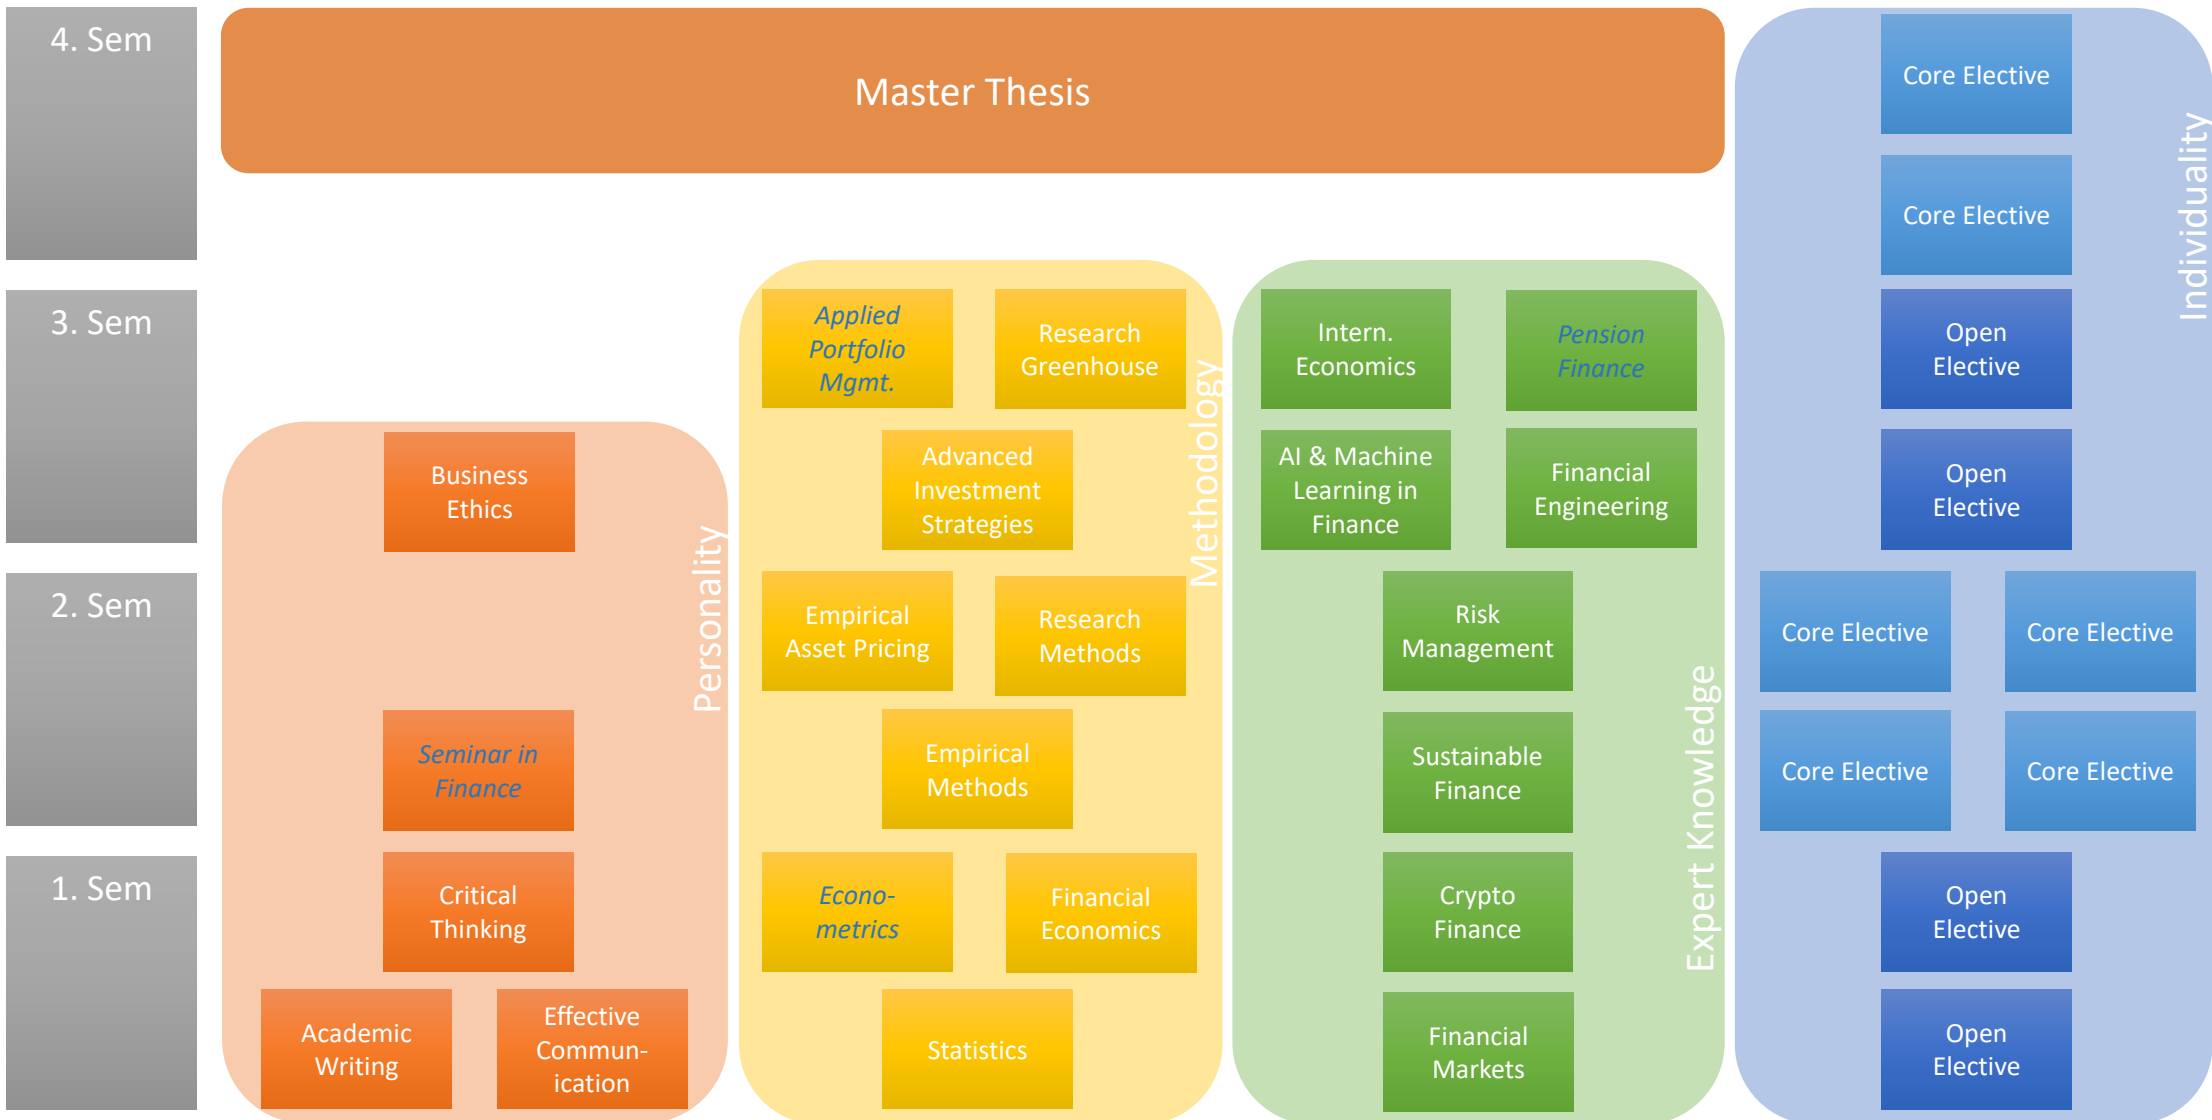 4. Sem
Master Thesis
Core Elective
Core Elective
Individuality
3. Sem
Applied
Portfolio
Mgmt.
Research
Greenhouse
Intern.
Economics
Pension
Finance
Open
Elective
Business
Ethics
Advanced
Investment
Strategies
Methodology
AI & Machine
Learning in
Finance
Financial
Engineering
Open
Elective
Personality
2. Sem
Empirical
Asset Pricing
Research
Methods
Risk
Management
Core Elective
Core Elective
Seminar in
Finance
Empirical
Methods
Sustainable
Finance
Expert Knowledge
Core Elective
Core Elective
1. Sem
Critical
Thinking
Econo-
metrics
Financial
Economics
Crypto
Finance
Open
Elective
Academic
Writing
Effective
Commun-
ication
Statistics
Financial
Markets
Open
Elective